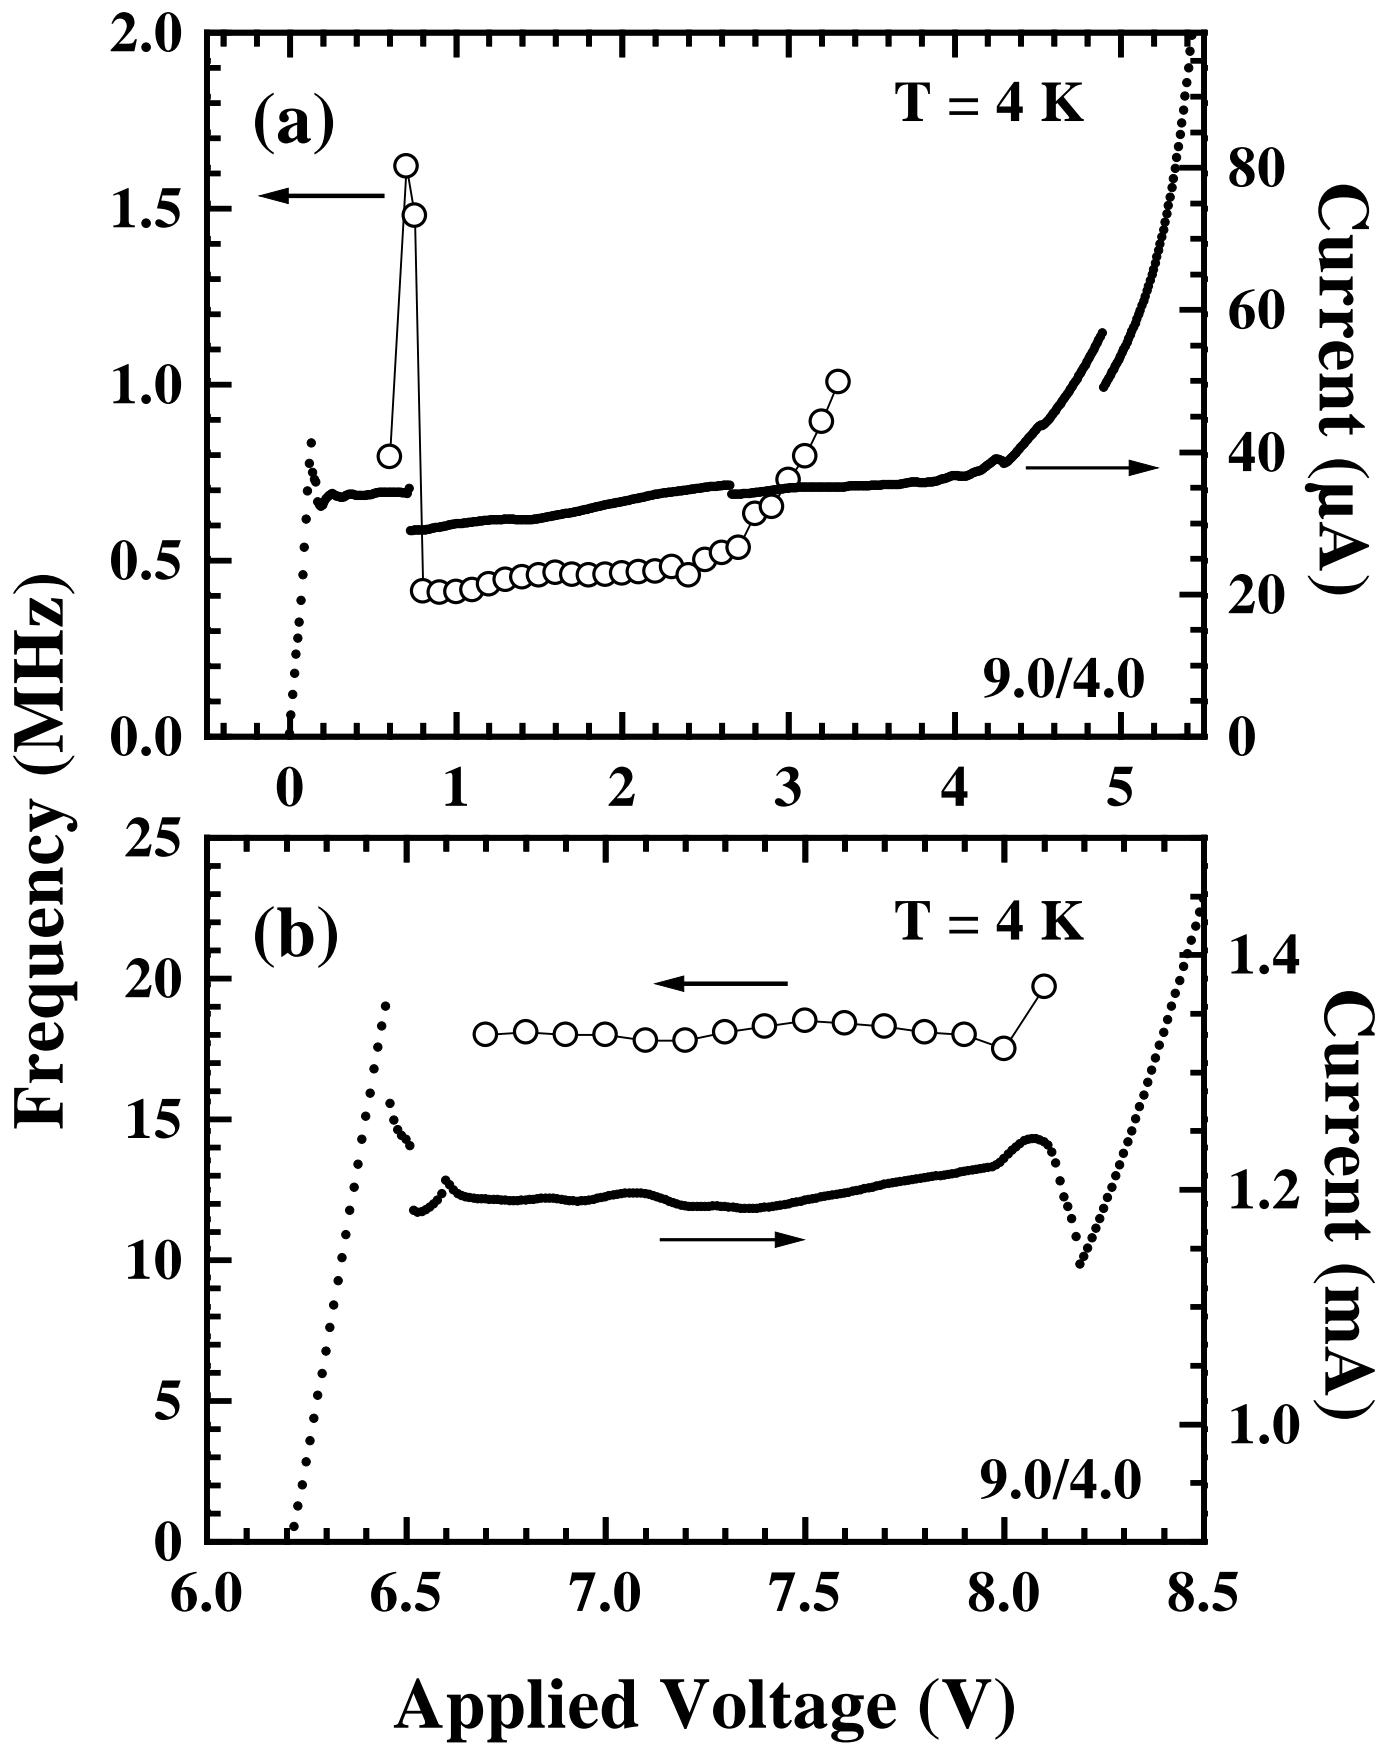 (a)
T = 4 K
9.0/4.0
2.0
1.5
1.0
0.5
0.0
80
60
40
20
0
0 1 2 3 4 5
Current (μA)
Frequency (MHz)
(b)
T = 4 K
9.0/4.0
25
20
15
10
5
0
1.4
1.2
1.0
Current (mA)
6.0 6.5 7.0 7.5 8.0 8.5
Applied Voltage (V)